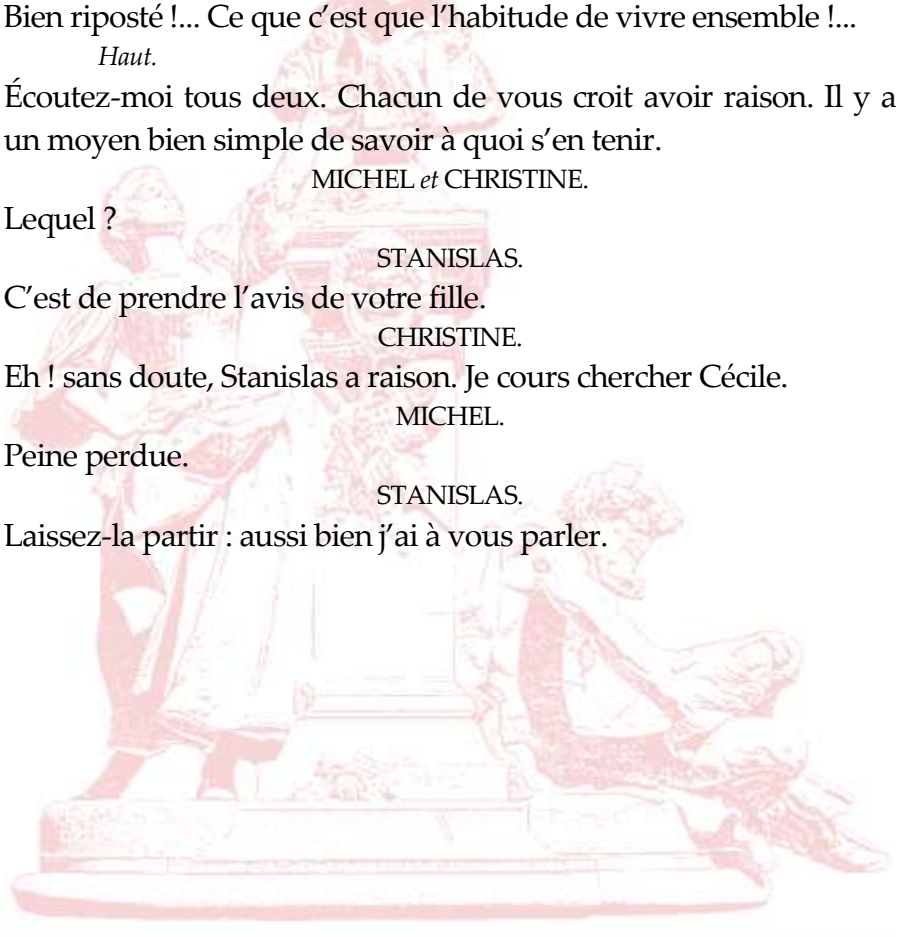 Bien riposté !... Ce que c’est que l’habitude de vivre ensemble !...
Haut.
Écoutez-moi tous deux. Chacun de vous croit avoir raison. Il y a
un moyen bien simple de savoir à quoi s’en tenir.
MICHEL et CHRISTINE.
Lequel ?
STANISLAS.
C’est de prendre l’avis de votre fille.
CHRISTINE.
Eh ! sans doute, Stanislas a raison. Je cours chercher Cécile.
MICHEL.
Peine perdue.
STANISLAS.
Laissez-la partir : aussi bien j’ai à vous parler.